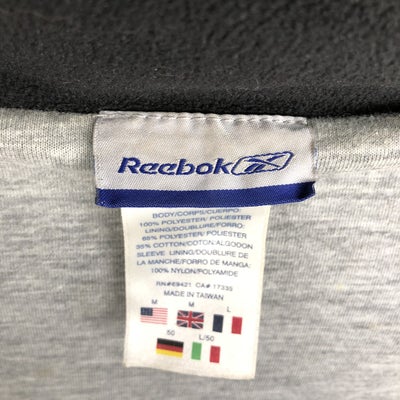 Reebok
BODY/CORPS/CUERPO:
100% POLYESTER/POLIESTER
LINING/DOUBLURE/FORRO:
65% POLYESTER/POLIESTER
35% COTTON/COTON/ALGODON
SLEEVE LINING/DOUBLURE DE
LA MANCHE/FORRO DE MANGA:
100% NYLON/POLYAMIDE
RN#69421 CA# 17335
MADE IN TAIWAN
M M L
50 L/50